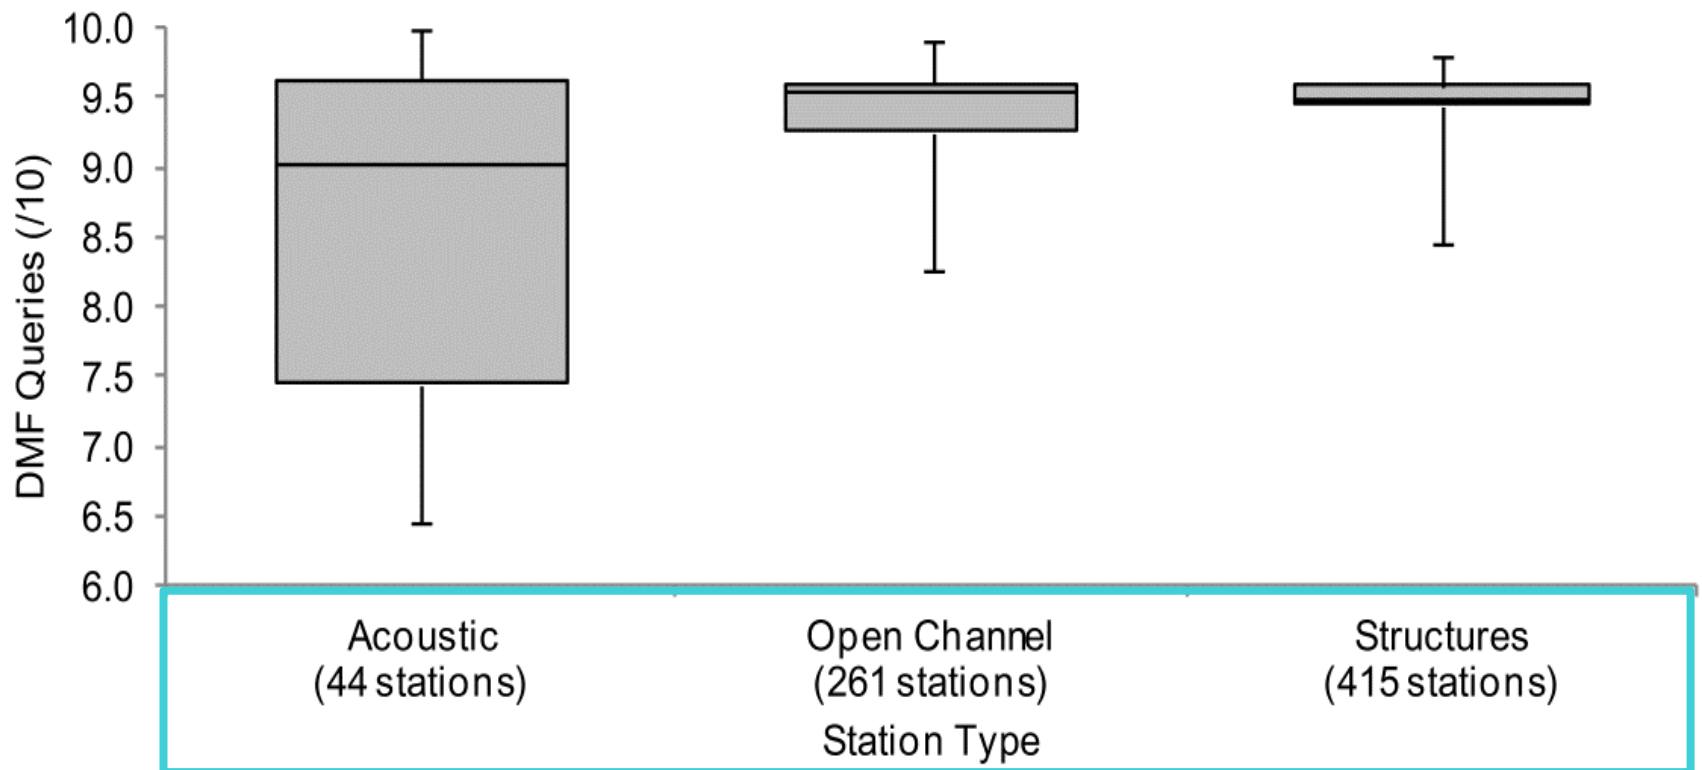 DMF Queries (/10)
10.0
9.5
9.0
8.5
8.0
7.5
7.0
6.5
6.0
Acoustic
(44 stations)
Open Channel
(261 stations)
Structures
(415 stations)
Station Type